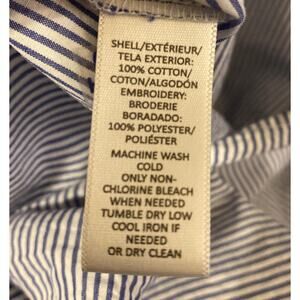 SHELL/EXTÉRIEUR/
TELA EXTERIOR:
100% COTTON/
COTON/ALGODÓN
EMBROIDERY:
BRODERIE
BORADADO:
100% POLYESTER/
POLIÉSTER
MACHINE WASH
COLD
ONLY NON-
CHLORINE BLEACH
WHEN NEEDED
TUMBLE DRY LOW
COOL IRON IF
NEEDED
OR DRY CLEAN